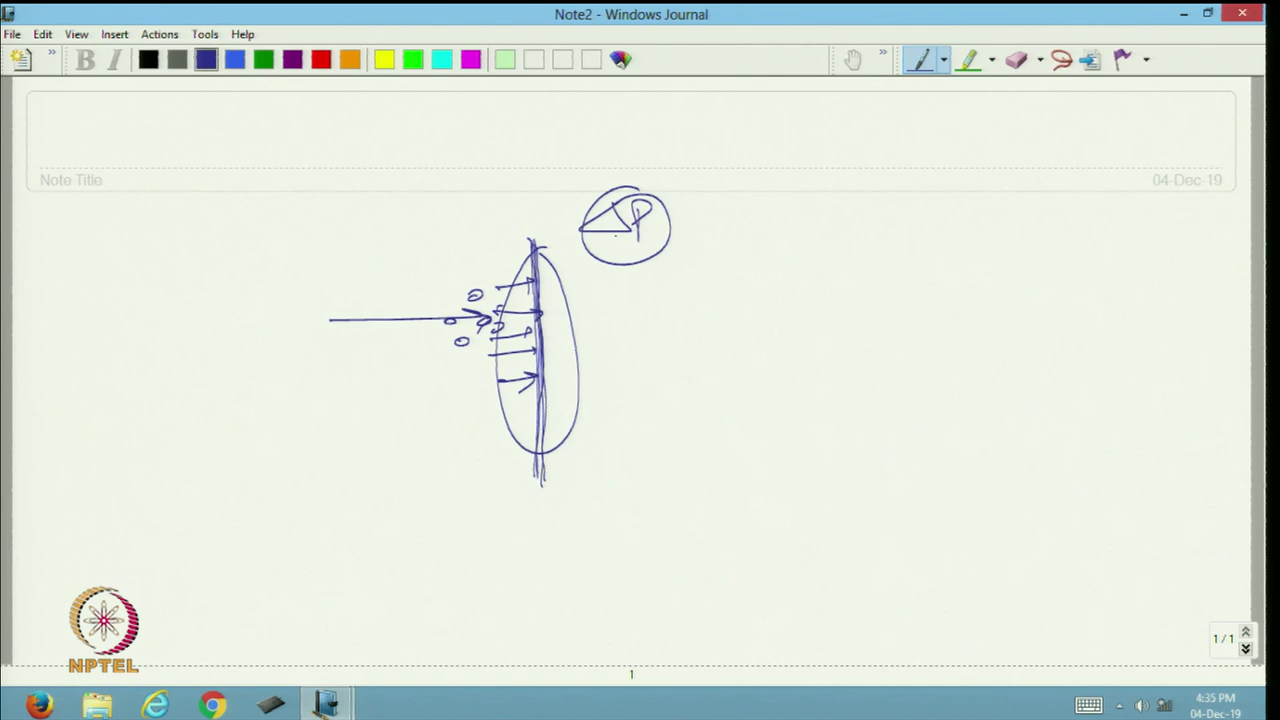 Note2 - Windows Journal
File Edit View Insert Actions Tools Help
B I
Note Title
04-Dec-19
ΔP
NPTEL
1 / 1
1
4:35 PM
04-Dec-19